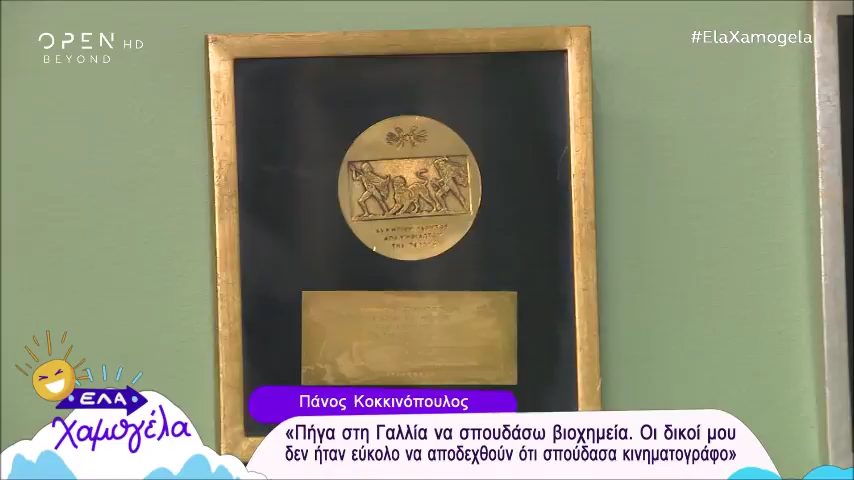 OPEN HD
BEYOND
#ElaXamogela
ΕΛΑ
χαμογέλα
Πάνος Κοκκινόπουλος
«Πήγα στη Γαλλία να σπουδάσω βιοχημεία. Οι δικοί μου
δεν ήταν εύκολο να αποδεχθούν ότι σπούδασα κινηματογράφο»